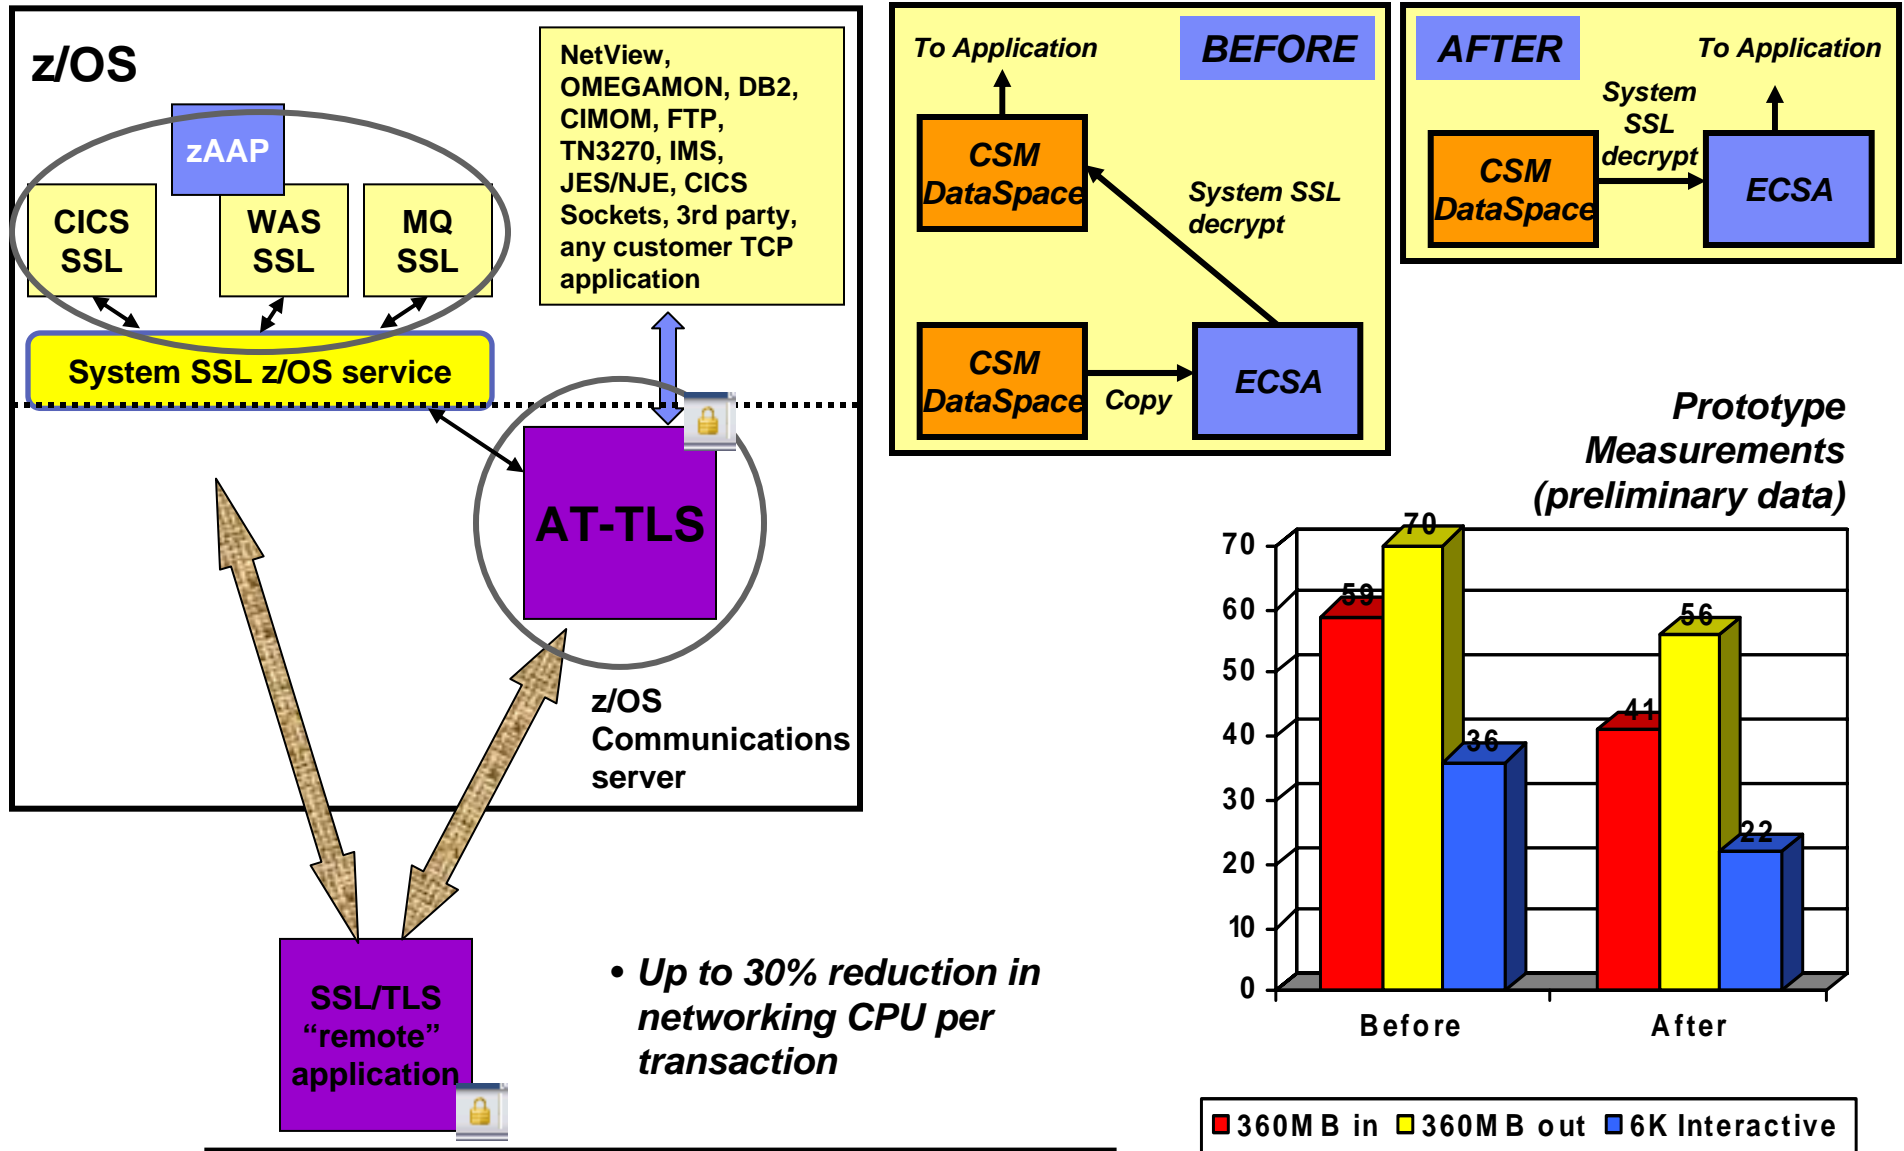 z/OS
zAAP
CICS
SSL
WAS
SSL
MQ
SSL
System SSL z/OS service
NetView,
OMEGAMON, DB2,
CIMOM, FTP,
TN3270, IMS,
JES/NJE, CICS
Sockets, 3rd party,
any customer TCP
application
AT-TLS
z/OS
Communications
server
SSL/TLS
“remote”
application
To Application
BEFORE
CSM
DataSpace
System SSL
decrypt
CSM
DataSpace
Copy
ECSA
AFTER
To Application
System
SSL
decrypt
CSM
DataSpace
ECSA
• Up to 30% reduction in
networking CPU per
transaction
Prototype
Measurements
(preliminary data)
70
60
50
40
30
20
10
0
59
70
36
41
56
22
Before
After
360MB in
360MB out
6K Interactive